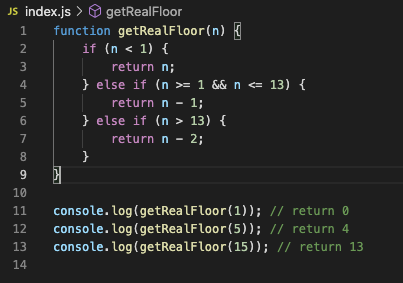 JS index.js > getRealFloor
1 function getRealFloor(n) {
2     if (n < 1) {
3         return n;
4     } else if (n >= 1 && n <= 13) {
5         return n - 1;
6     } else if (n > 13) {
7         return n - 2;
8     }
9 }
10
11 console.log(getRealFloor(1)); // return 0
12 console.log(getRealFloor(5)); // return 4
13 console.log(getRealFloor(15)); // return 13
14